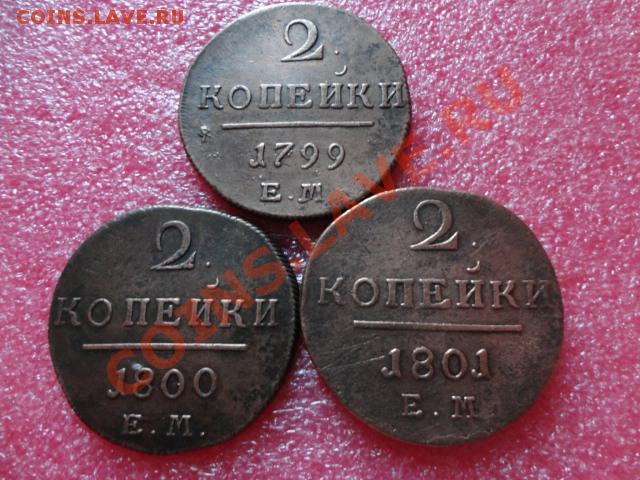 COINS.LAVE.RU
2.
КОПЕЙКИ
1799
Е.М
2.
КОПЕЙКИ
1800
Е.М.
2.
КОПЕЙКИ
1801
Е.М
COINS.LAVE.RU